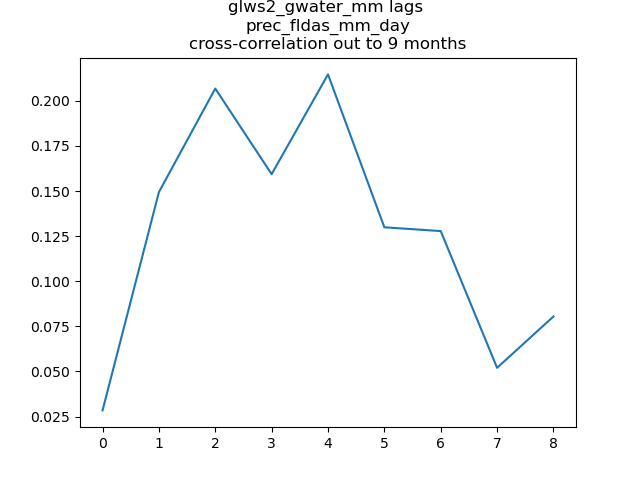 glws2_gwater_mm lags
prec_fldas_mm_day
cross-correlation out to 9 months
0.200
0.175
0.150
0.125
0.100
0.075
0.050
0.025
0 1 2 3 4 5 6 7 8